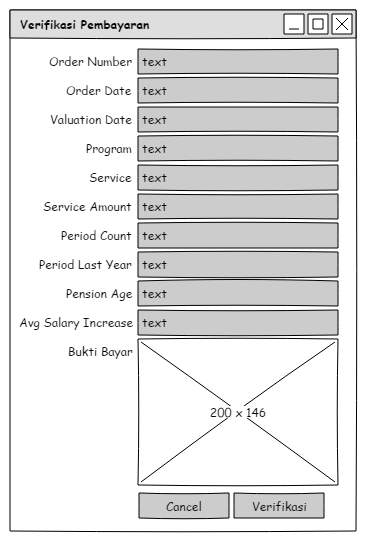 Verifikasi Pembayaran
Order Number text
Order Date text
Valuation Date text
Program text
Service text
Service Amount text
Period Count text
Period Last Year text
Pension Age text
Avg Salary Increase text
Bukti Bayar
200 x 146
Cancel Verifikasi